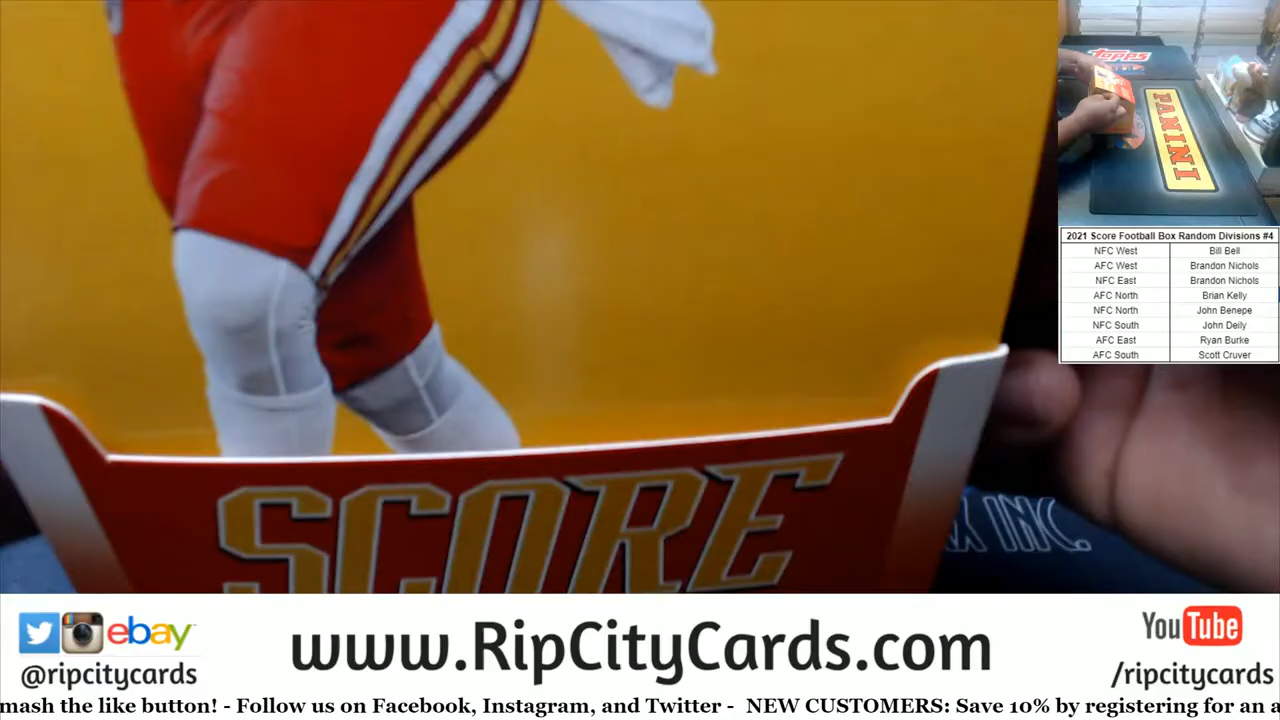 Topps
PANINI
2021 Score Football Box Random Divisions #4
NFC West Bill Bell
AFC West Brandon Nichols
NFC East Brandon Nichols
AFC North Brian Kelly
NFC North John Benepe
NFC South John Deily
AFC East Ryan Burke
AFC South Scott Cruver
SCORE
INC.
ebay
@ripcitycards
www.RipCityCards.com
YouTube
/ripcitycards
mash the like button! - Follow us on Facebook, Instagram, and Twitter - NEW CUSTOMERS: Save 10% by registering for an a